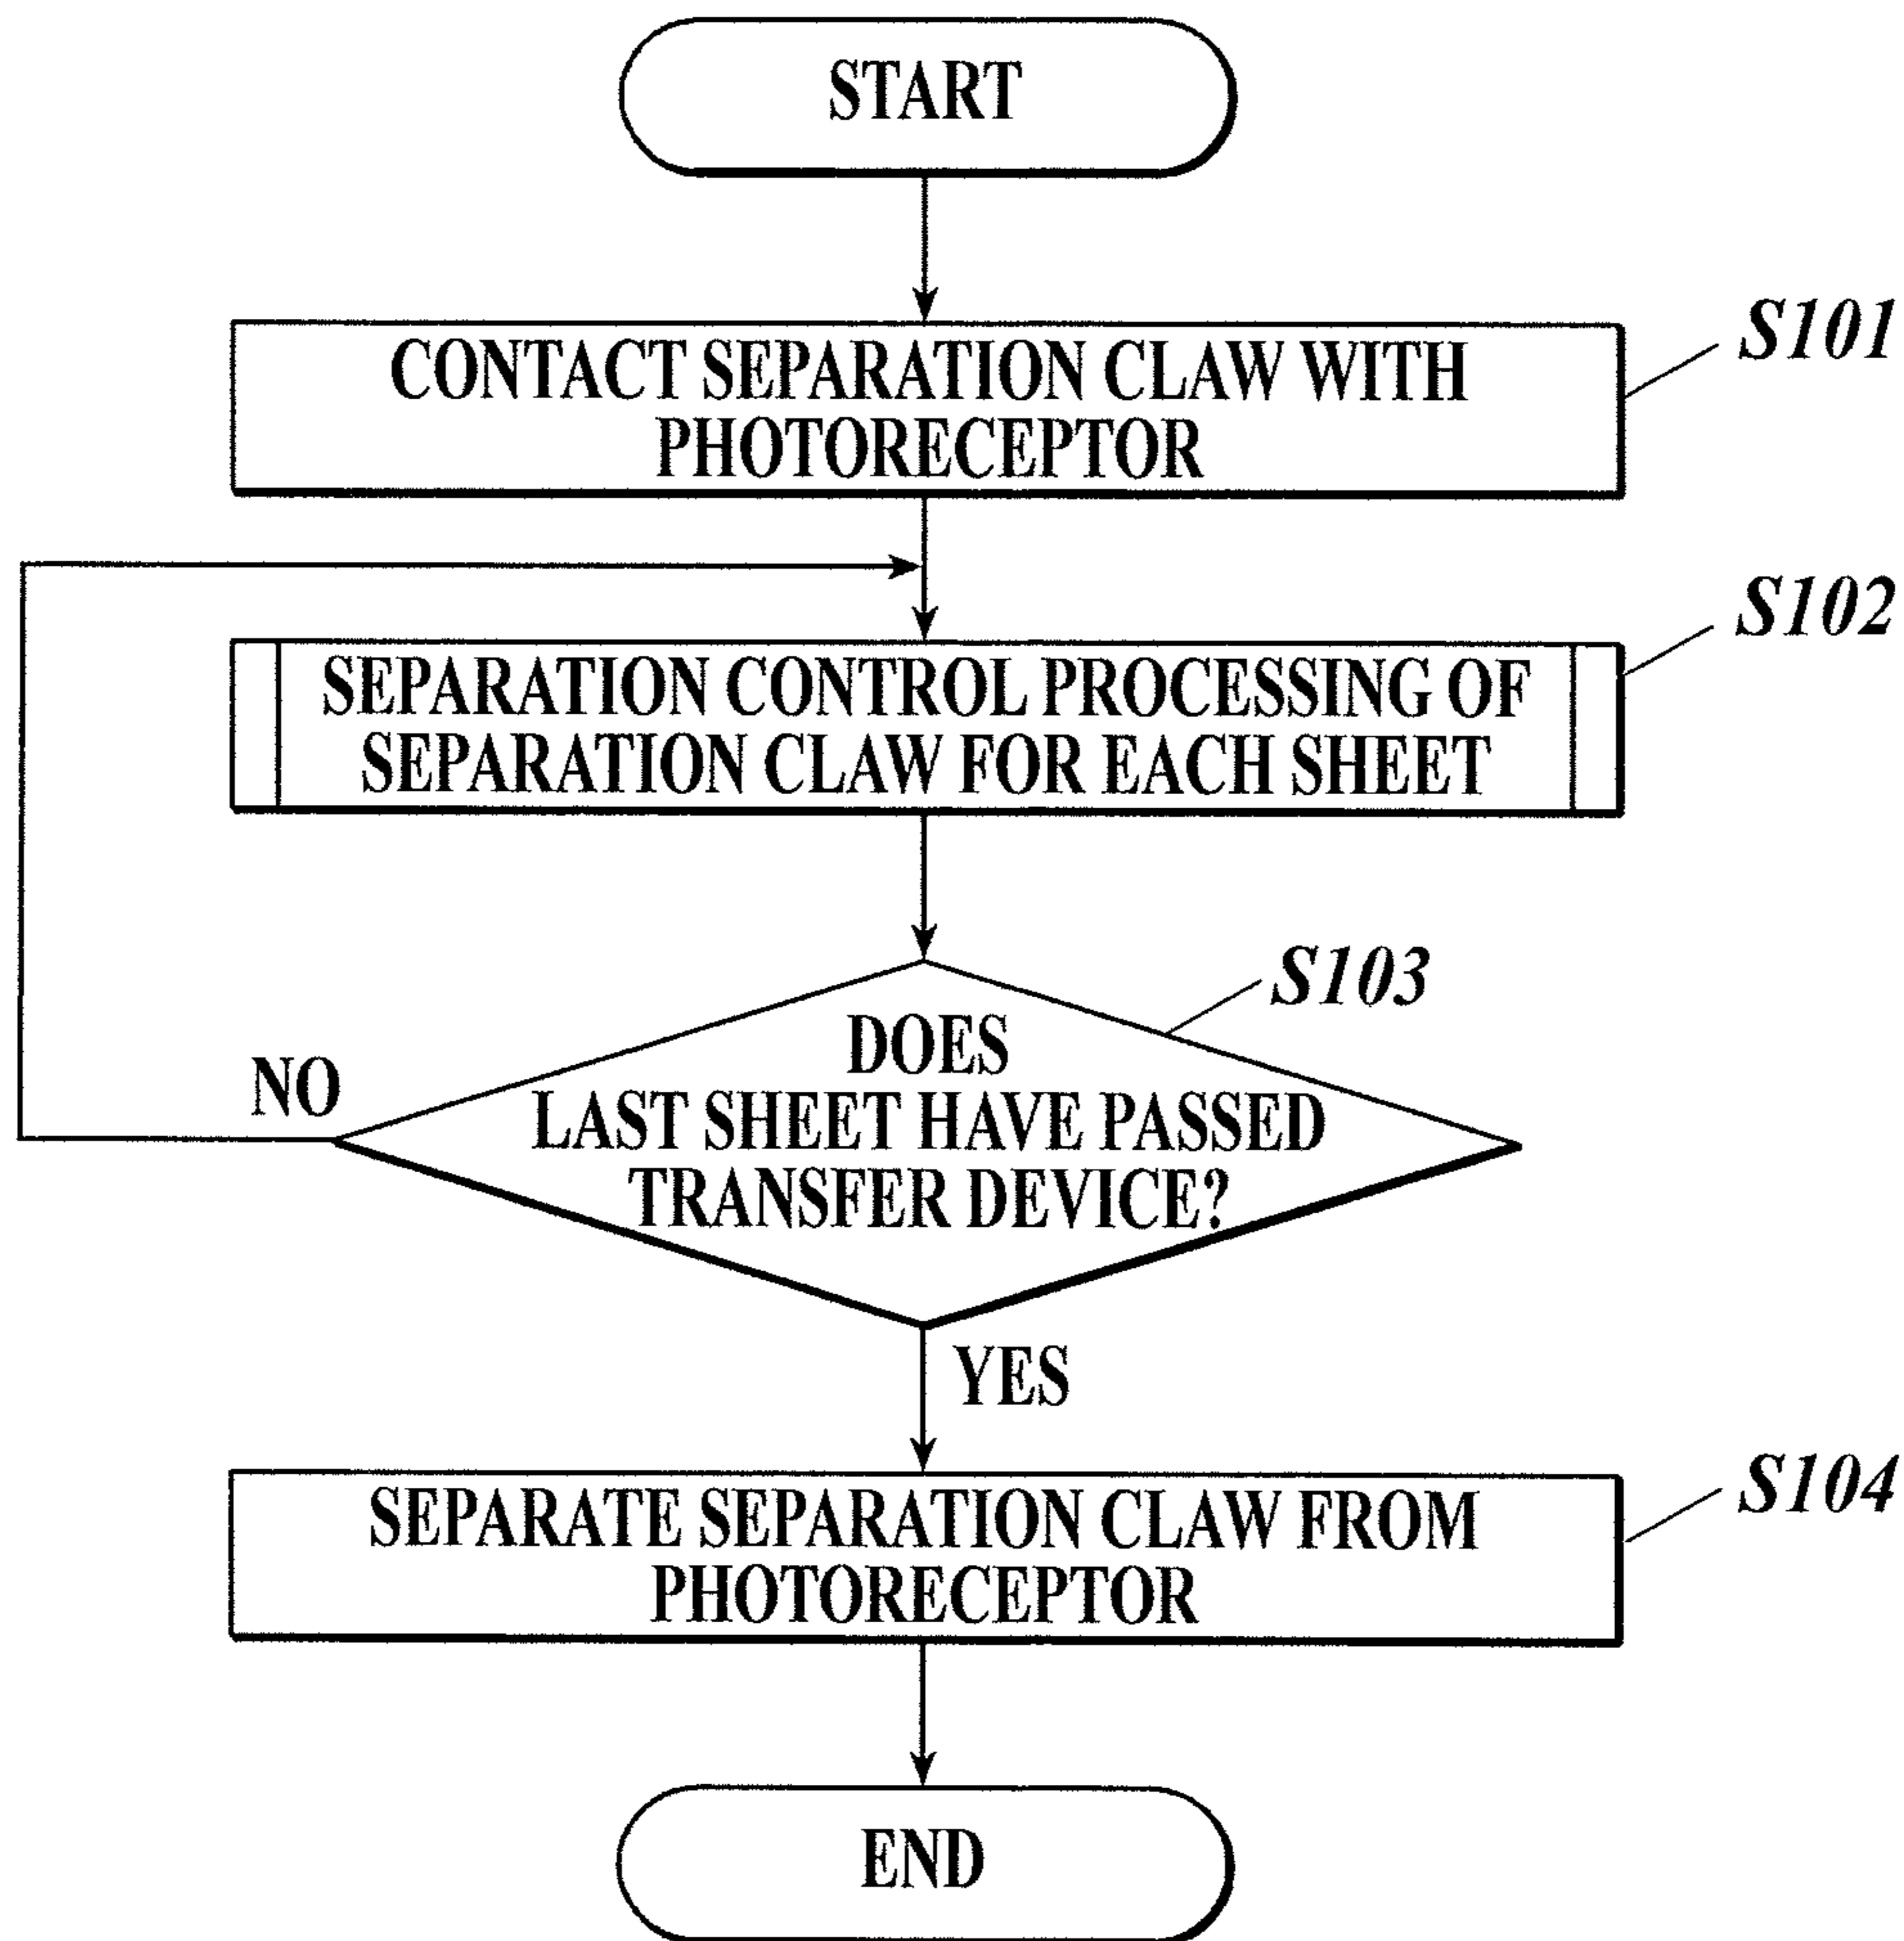 START
CONTACT SEPARATION CLAW WITH
PHOTORECEPTOR
S101
SEPARATION CONTROL PROCESSING OF
SEPARATION CLAW FOR EACH SHEET
S102
DOES
LAST SHEET HAVE PASSED
TRANSFER DEVICE?
S103
NO
YES
SEPARATE SEPARATION CLAW FROM
PHOTORECEPTOR
S104
END